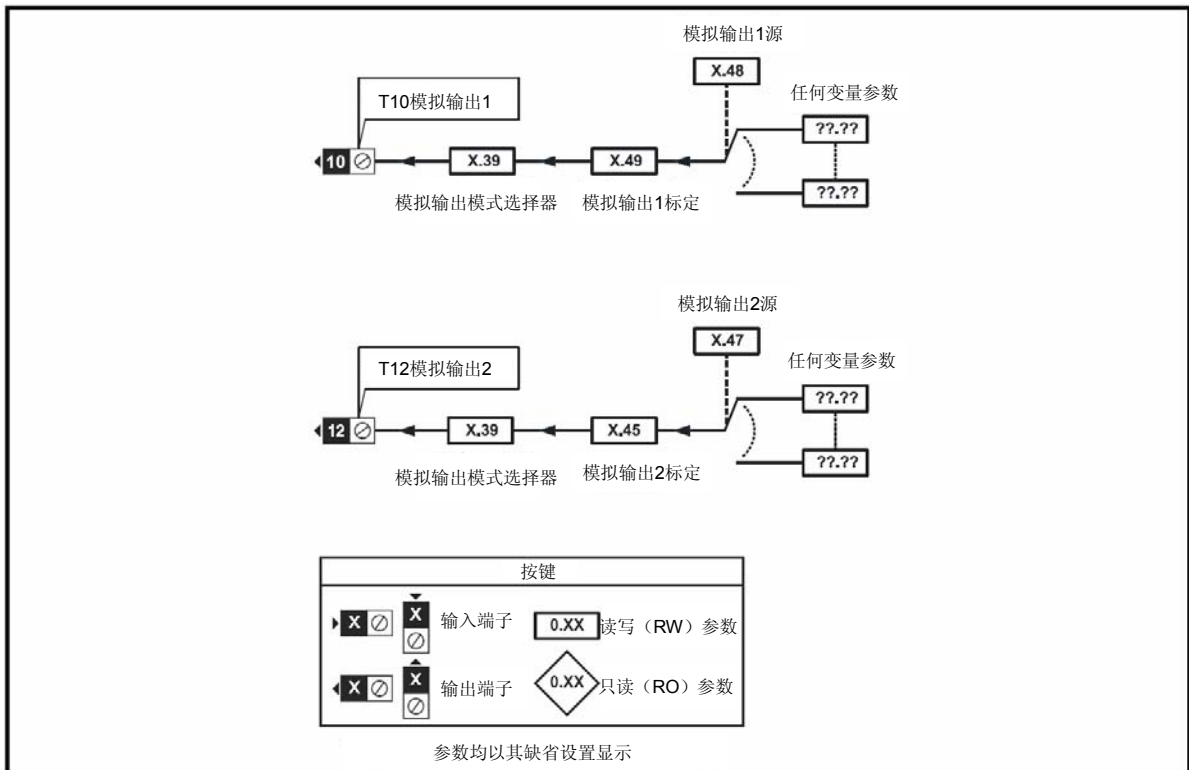 模拟输出1源
X.48
T10模拟输出1
任何变量参数
??.??
10
X.39
X.49
??.??
模拟输出模式选择器
模拟输出1标定
模拟输出2源
X.47
T12模拟输出2
任何变量参数
??.??
12
X.39
X.45
??.??
模拟输出模式选择器
模拟输出2标定
按键
X
X
输入端子
0.XX
读写（RW）参数
X
X
输出端子
0.XX
只读（RO）参数
参数均以其缺省设置显示